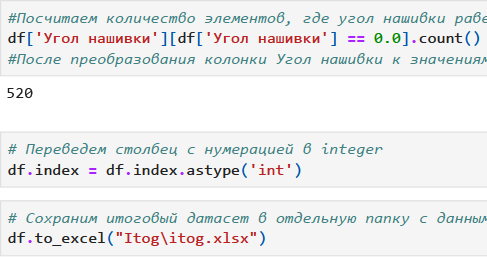 #Посчитаем количество элементов, где угол нашивки
df['Угол нашивки'][df['Угол нашивки'] == 0.0].count()
#После преобразования колонки Угол нашивки к значениям
520
# Переведем столбец с нумерацией в integer
df.index = df.index.astype('int')
# Сохраним итоговый датасет в отдельную папку с данным
df.to_excel("Itog\itog.xlsx")